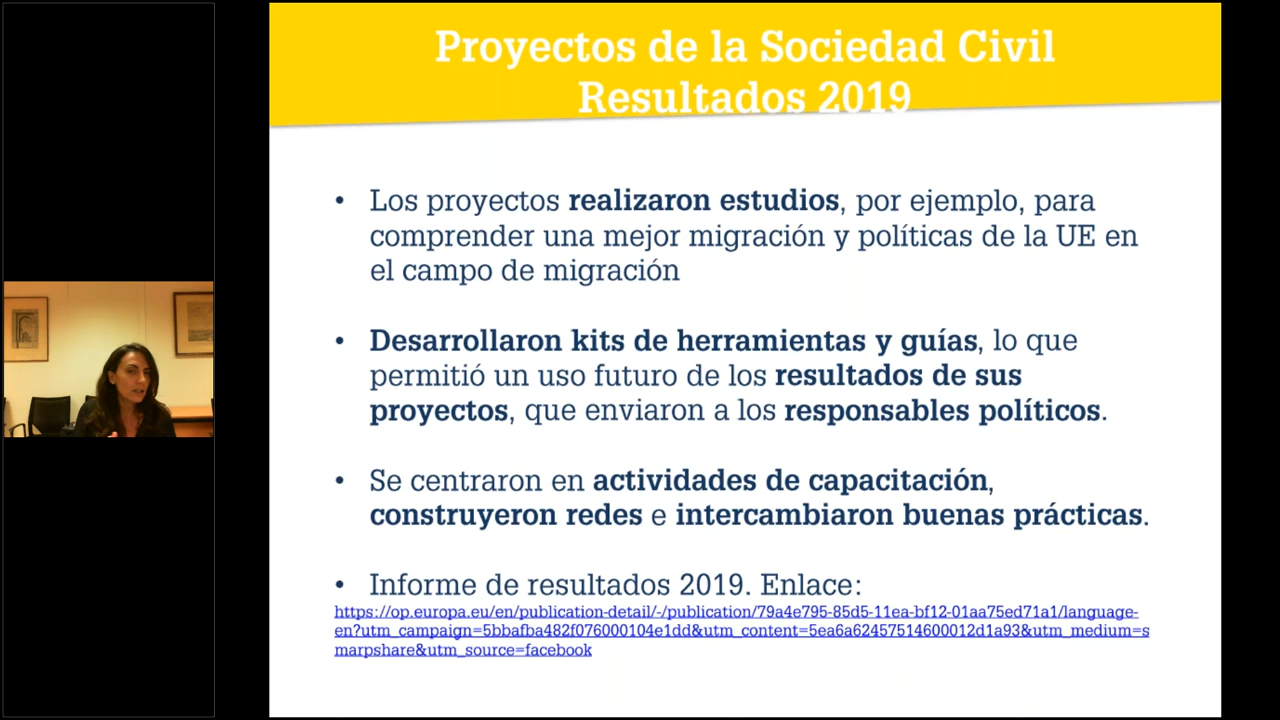 Proyectos de la Sociedad Civil
Resultados 2019
• Los proyectos realizaron estudios, por ejemplo, para
comprender una mejor migración y políticas de la UE en
el campo de migración
• Desarrollaron kits de herramientas y guías, lo que
permitió un uso futuro de los resultados de sus
proyectos, que enviaron a los responsables políticos.
• Se centraron en actividades de capacitación,
construyeron redes e intercambiaron buenas prácticas.
• Informe de resultados 2019. Enlace:
https://op.europa.eu/en/publication-detail/-/publication/79a4e795-85d5-11ea-bf12-01aa75ed71a1/language-
en?utm_campaign=5bbafba482f076000104e1dd&utm_content=5ea6a62457514600012d1a93&utm_medium=s
marpshare&utm_source=facebook